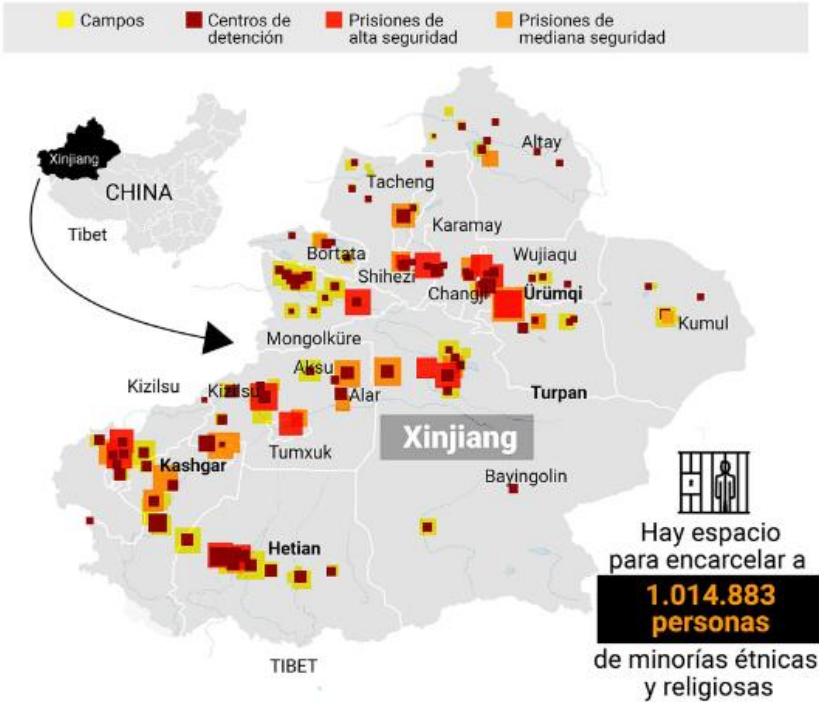 Campos
Centros de
detención
Prisiones de
alta seguridad
Prisiones de
mediana seguridad
Xinjiang
CHINA
Tibet
Altay
Tacheng
Karamay
Bortata
Wujiaqu
Shihezi
Changji
Ürümqi
Kumul
Mongolküre
Kizilsu
Kizilsu
Aksu
Alar
Turpan
Xinjiang
Tumxuk
Kashgar
Bayingolin
Hetian
TIBET
Hay espacio
para encarcelar a
1.014.883
personas
de minorías étnicas
y religiosas